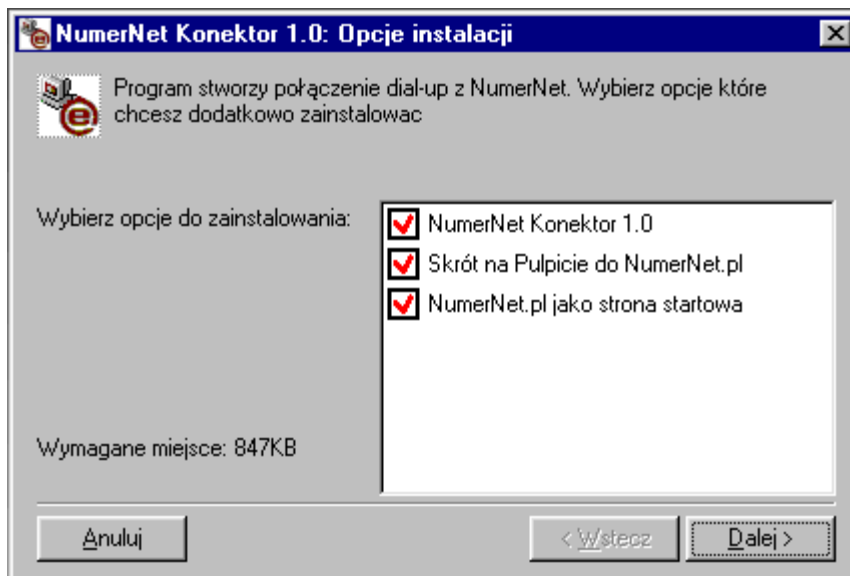 NumerNet Konektor 1.0: Opcje instalacji
Program stworzy połączenie dial-up z NumerNet. Wybierz opcje które
chcesz dodatkowo zainstalowac
Wybierz opcje do zainstalowania:
NumerNet Konektor 1.0
Skrót na Pulpicie do NumerNet.pl
NumerNet.pl jako strona startowa
Wymagane miejsce: 847KB
Anuluj
< Wstecz
Dalej >